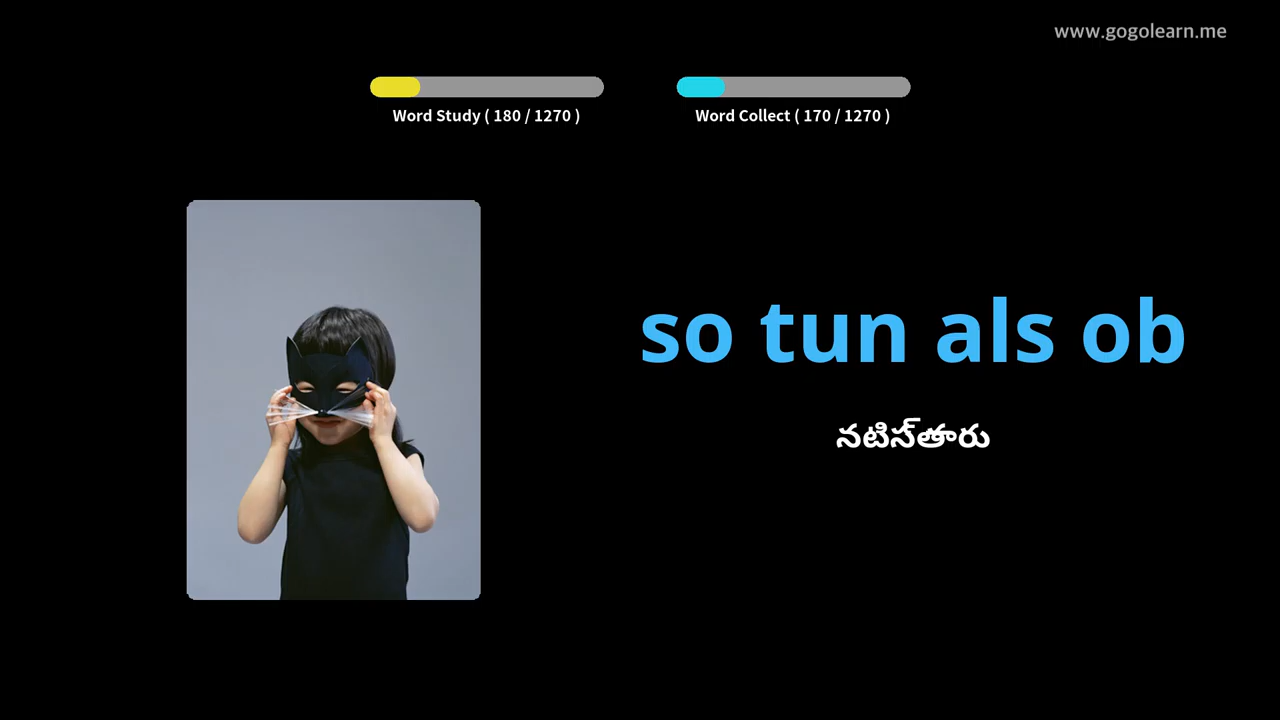 www.gogolearn.me
Word Study ( 180 / 1270 )
Word Collect ( 170 / 1270 )
so tun als ob
నటిస్తారు